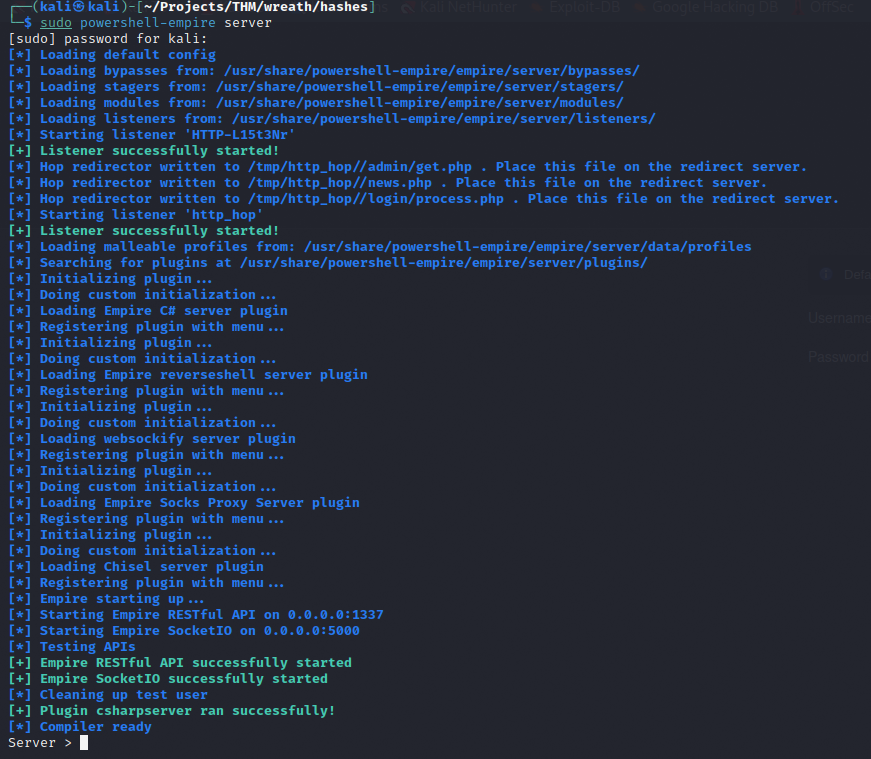 (kali㉿kali)-[~/Projects/THM/wreath/hashes]
$ sudo powershell-empire server
[sudo] password for kali:
[*] Loading default config
[*] Loading bypasses from: /usr/share/powershell-empire/empire/server/bypasses/
[*] Loading stagers from: /usr/share/powershell-empire/empire/server/stagers/
[*] Loading modules from: /usr/share/powershell-empire/empire/server/modules/
[*] Loading listeners from: /usr/share/powershell-empire/empire/server/listeners/
[*] Starting listener 'HTTP-L15t3Nr'
[+] Listener successfully started!
[*] Hop redirector written to /tmp/http_hop//admin/get.php . Place this file on the redirect server.
[*] Hop redirector written to /tmp/http_hop//news.php . Place this file on the redirect server.
[*] Hop redirector written to /tmp/http_hop//login/process.php . Place this file on the redirect server.
[*] Starting listener 'http_hop'
[+] Listener successfully started!
[*] Loading malleable profiles from: /usr/share/powershell-empire/empire/server/data/profiles
[*] Searching for plugins at /usr/share/powershell-empire/empire/server/plugins/
[*] Initializing plugin...
[*] Doing custom initialization...
[*] Loading Empire C# server plugin
[*] Registering plugin with menu...
[*] Initializing plugin...
[*] Doing custom initialization...
[*] Loading Empire reverseshell server plugin
[*] Registering plugin with menu...
[*] Initializing plugin...
[*] Doing custom initialization...
[*] Loading websockify server plugin
[*] Registering plugin with menu...
[*] Initializing plugin...
[*] Doing custom initialization...
[*] Loading Empire Socks Proxy Server plugin
[*] Registering plugin with menu...
[*] Initializing plugin...
[*] Doing custom initialization...
[*] Loading Chisel server plugin
[*] Registering plugin with menu...
[*] Empire starting up...
[*] Starting Empire RESTful API on 0.0.0.0:1337
[*] Starting Empire SocketIO on 0.0.0.0:5000
[*] Testing APIs
[+] Empire RESTful API successfully started
[+] Empire SocketIO successfully started
[*] Cleaning up test user
[+] Plugin csharpserver ran successfully!
[*] Compiler ready
Server >
Kali NetHunter Exploit-DB Google Hacking DB OffSec
Username
Password